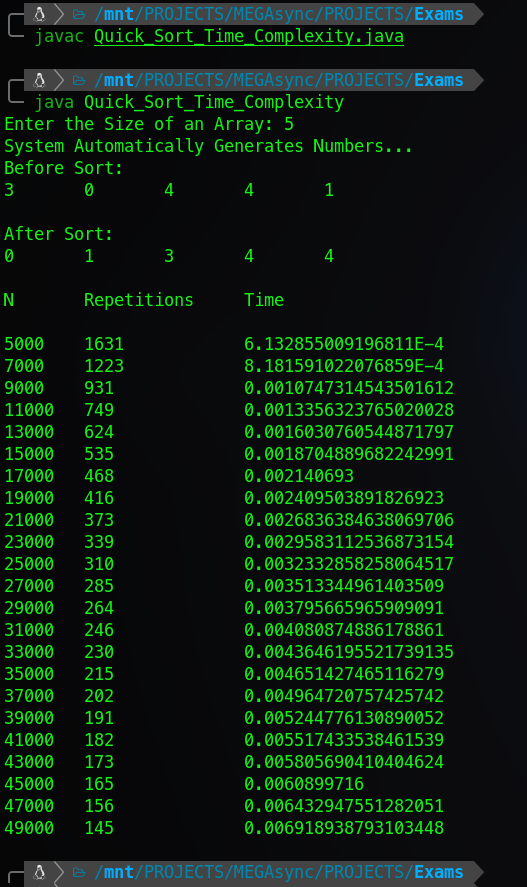 /mnt/PROJECTS/MEGAsync/PROJECTS/Exams
javac Quick_Sort_Time_Complexity.java
/mnt/PROJECTS/MEGAsync/PROJECTS/Exams
java Quick_Sort_Time_Complexity
Enter the Size of an Array: 5
System Automatically Generates Numbers...
Before Sort:
3 0 4 4 1
After Sort:
0 1 3 4 4
N Repetitions Time
5000 1631 6.132855009196811E-4
7000 1223 8.181591022076859E-4
9000 931 0.0010747314543501612
11000 749 0.0013356323765020028
13000 624 0.0016030760544871797
15000 535 0.0018704889682242991
17000 468 0.002140693
19000 416 0.002409503891826923
21000 373 0.0026836384638069706
23000 339 0.0029583112536873154
25000 310 0.0032332858258064517
27000 285 0.003513344961403509
29000 264 0.003795665965909091
31000 246 0.004080874886178861
33000 230 0.0043646195521739135
35000 215 0.004651427465116279
37000 202 0.004964720757425742
39000 191 0.005244776130890052
41000 182 0.005517433538461539
43000 173 0.005805690410404624
45000 165 0.0060899716
47000 156 0.006432947551282051
49000 145 0.006918938793103448
/mnt/PROJECTS/MEGAsync/PROJECTS/Exams